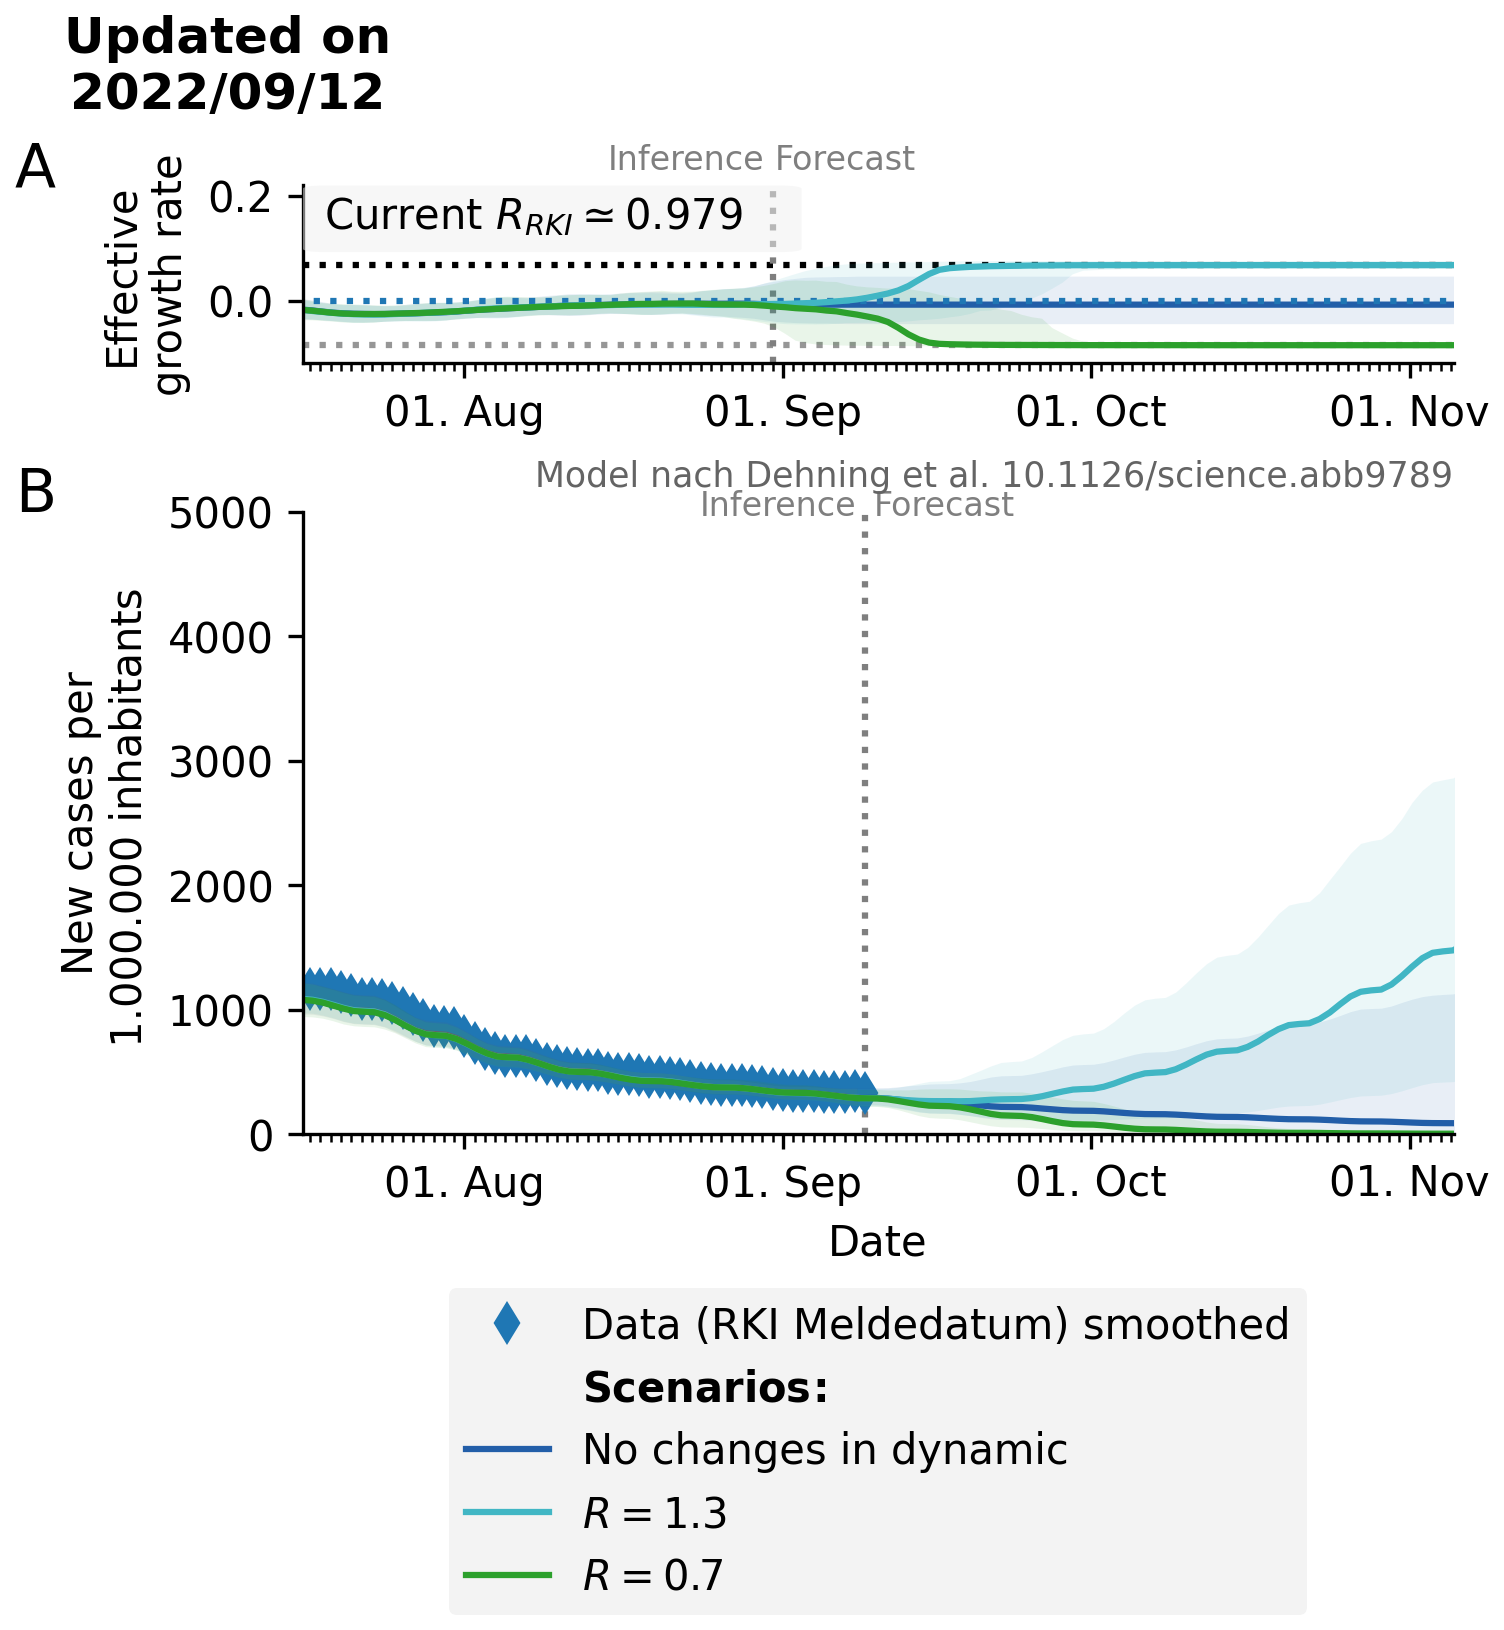 Updated on
2022/09/12
A
Inference Forecast
Effective
growth rate
0.2
0.0
Current R_RKI ≃ 0.979
01. Aug 01. Sep 01. Oct 01. Nov
B
Model nach Dehning et al. 10.1126/science.abb9789
Inference Forecast
New cases per
1.000.000 inhabitants
5000
4000
3000
2000
1000
0
01. Aug 01. Sep 01. Oct 01. Nov
Date
Data (RKI Meldedatum) smoothed
Scenarios:
No changes in dynamic
R = 1.3
R = 0.7